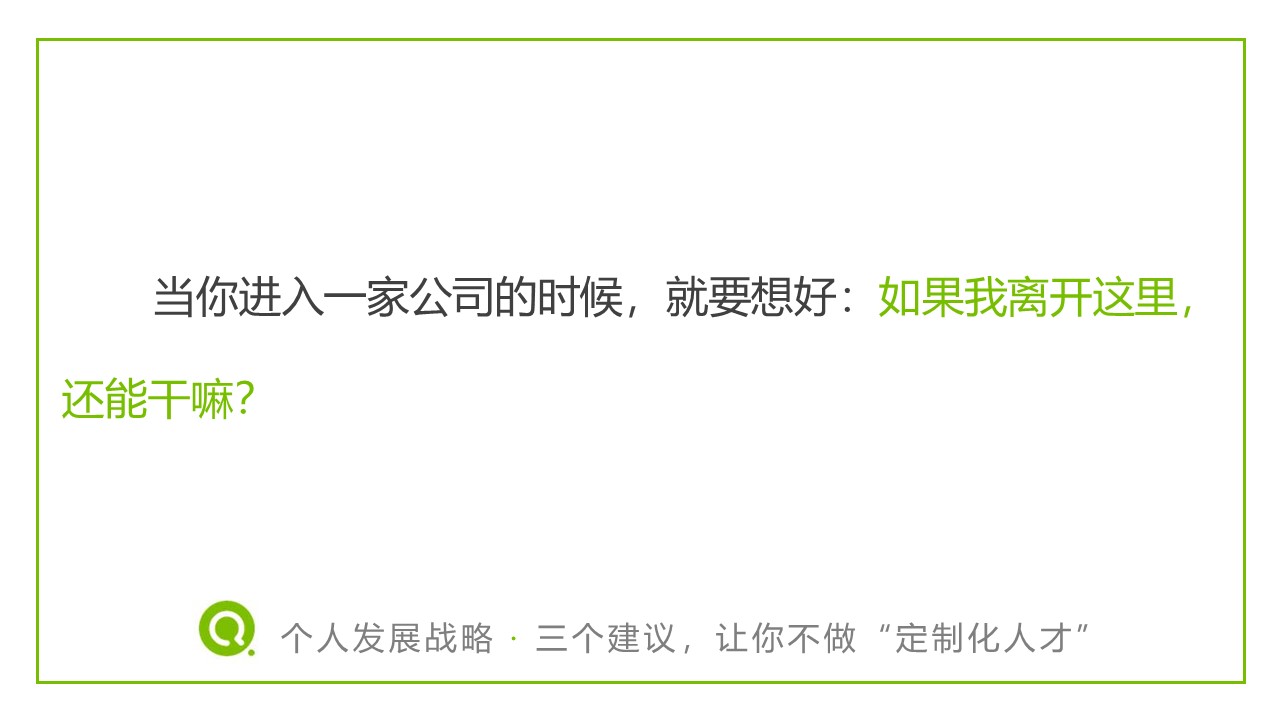 当你进入一家公司的时候，就要想好：如果我离开这里，
还能干嘛？
个人发展战略 · 三个建议，让你不做“定制化人才”